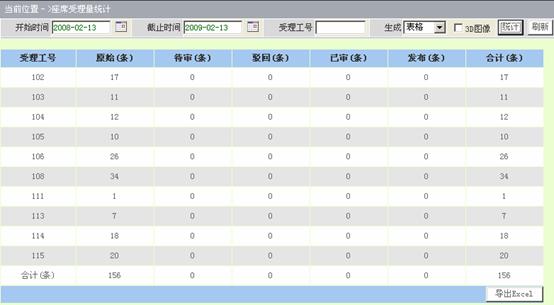 当前位置->座席受理量统计
开始时间 2008-02-13 截止时间 2009-02-13 受理工号 生成 表格 3D图像 统计 刷新
受理工号 原始(条) 待审(条) 驳回(条) 已审(条) 发布(条) 合计(条)
102 17 0 0 0 0 17
103 11 0 0 0 0 11
104 12 0 0 0 0 12
105 10 0 0 0 0 10
106 26 0 0 0 0 26
108 34 0 0 0 0 34
111 1 0 0 0 0 1
113 7 0 0 0 0 7
114 18 0 0 0 0 18
115 20 0 0 0 0 20
合计(条) 156 0 0 0 0 156
导出Excel